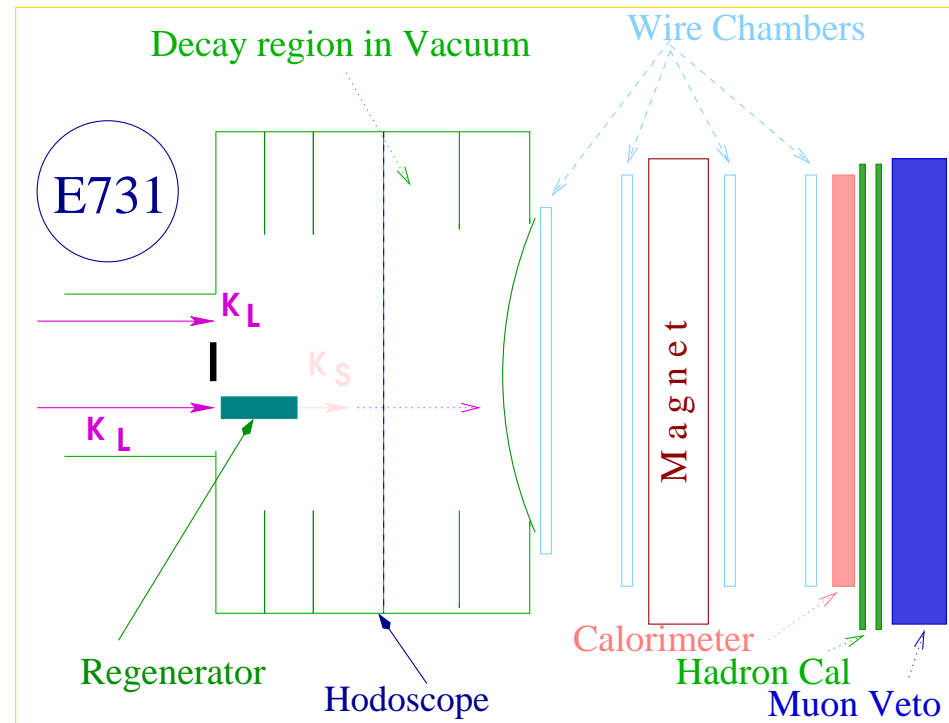 Wire Chambers
Decay region in Vacuum
E731
K L
K S
K L
Magnet
Calorimeter
Regenerator
Hadron Cal
Hodoscope
Muon Veto